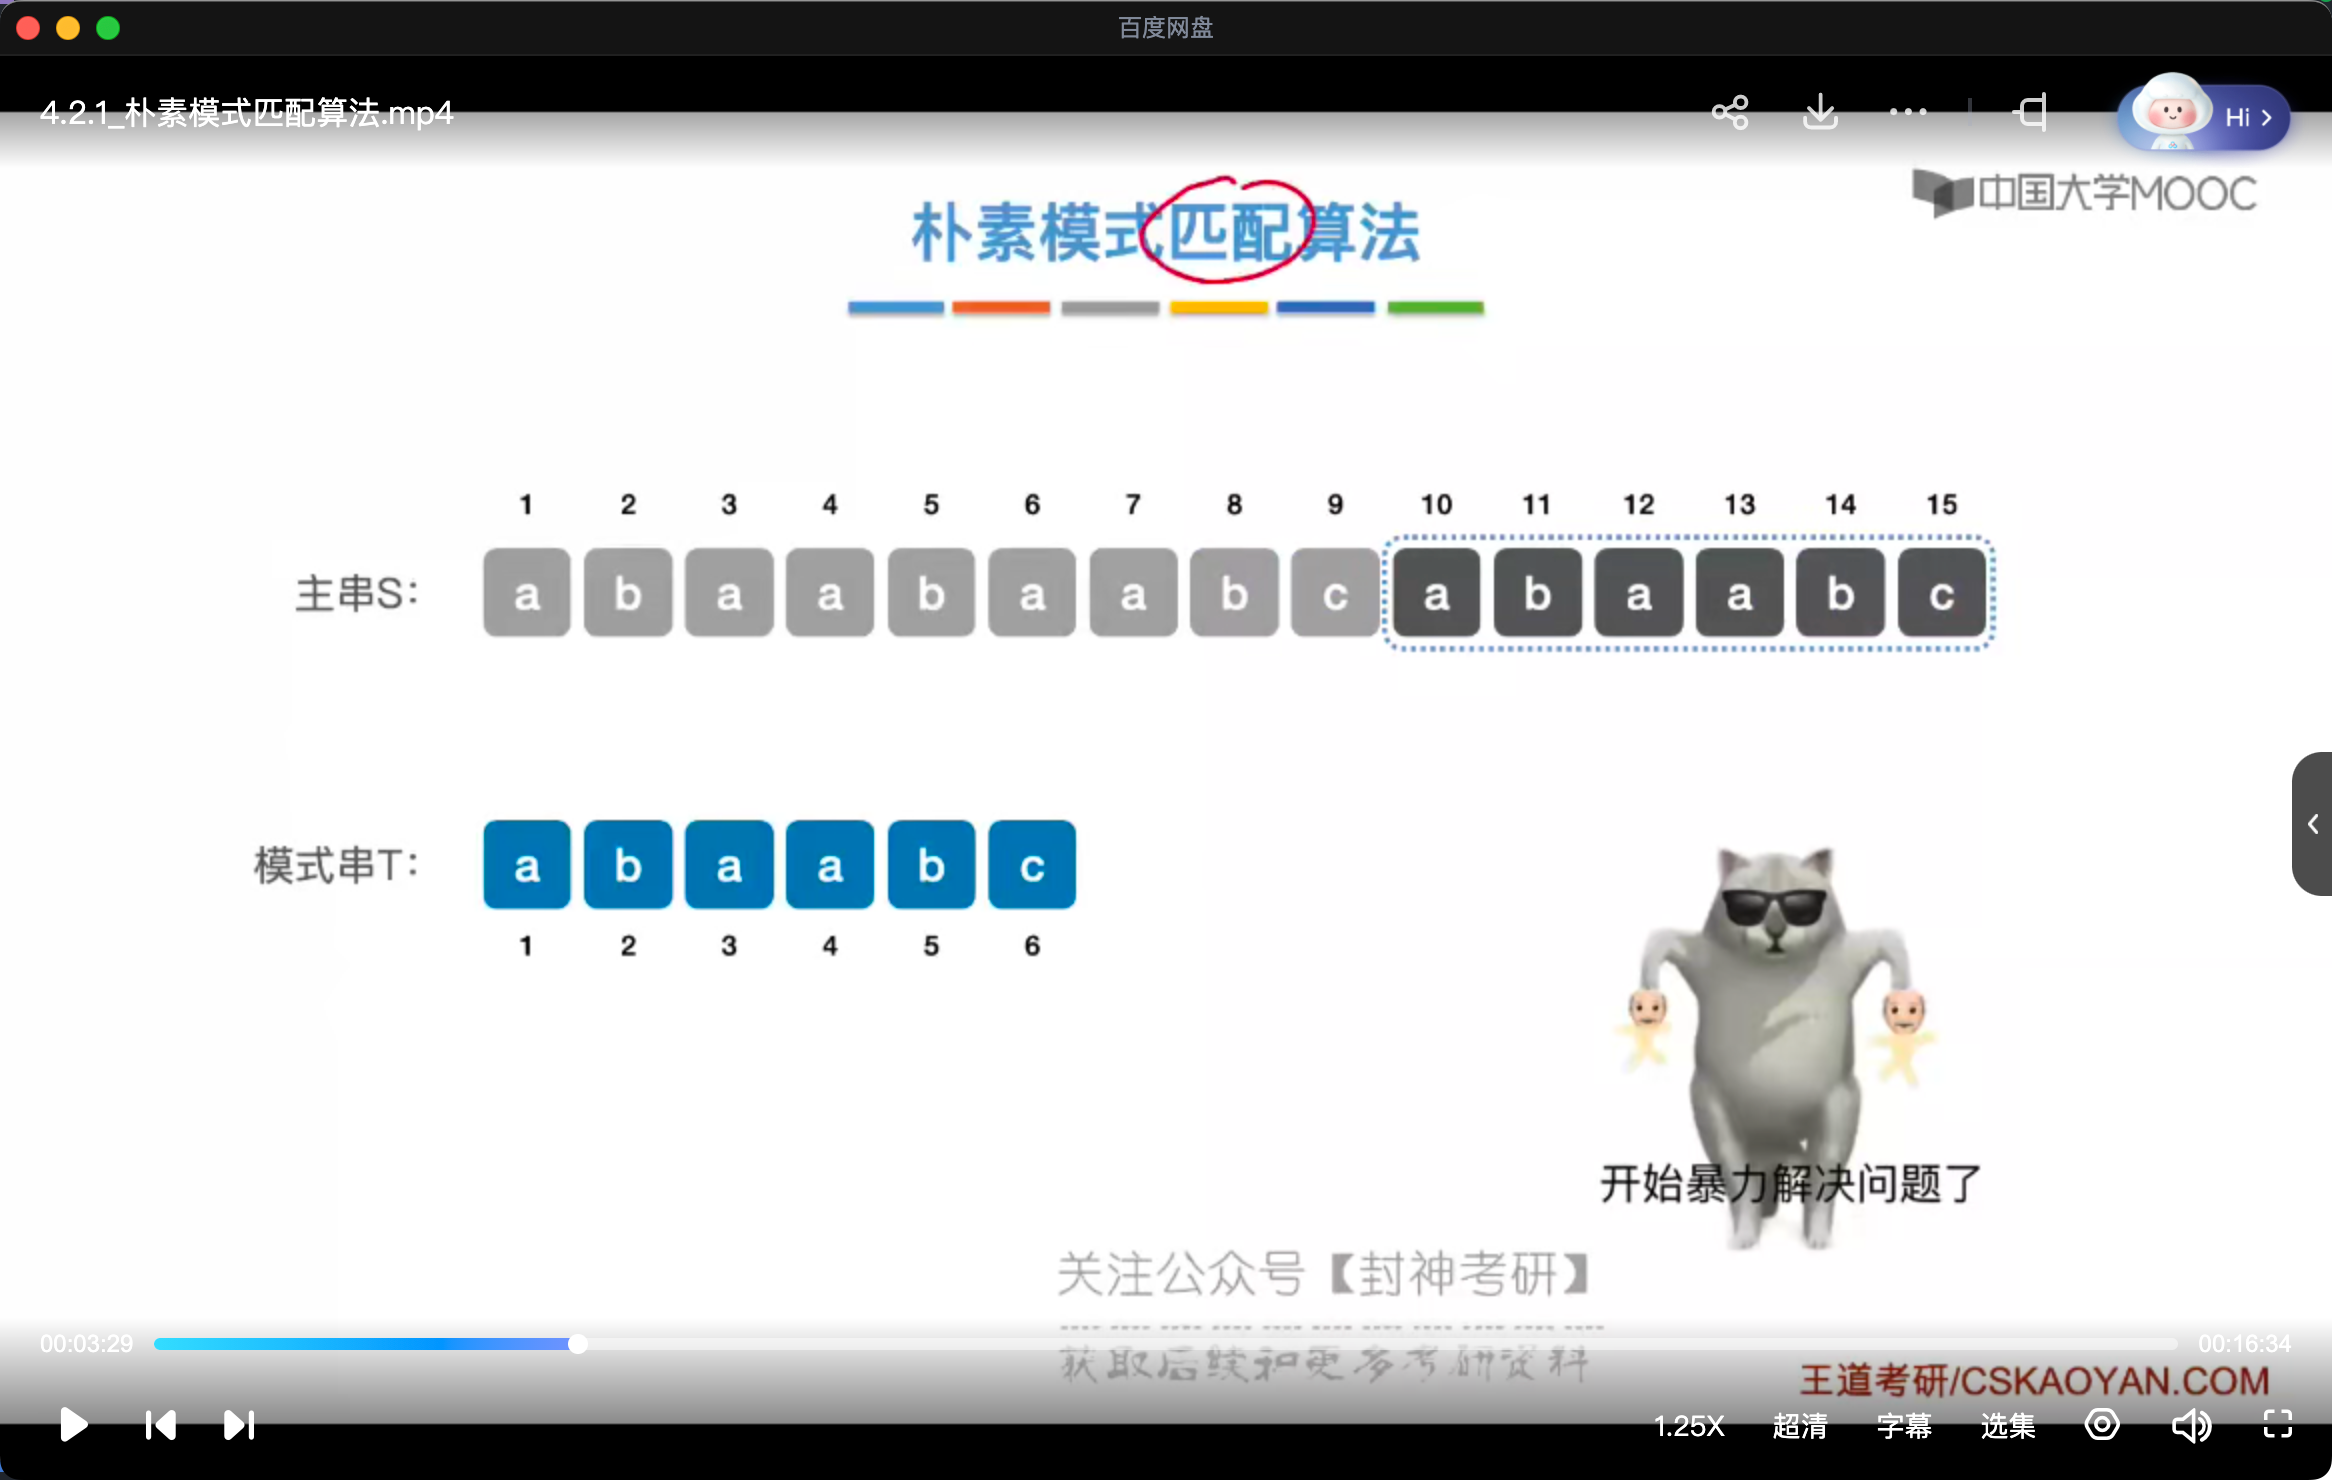 百度网盘
4.2.1_朴素模式匹配算法.mp4
Hi
中国大学MOOC
朴素模式匹配算法
1 2 3 4 5 6 7 8 9 10 11 12 13 14 15
主串S: a b a a b a a b c a b a a b c
模式串T: a b a a b c
1 2 3 4 5 6
开始暴力解决问题了
关注公众号【封神考研】
00:03:29 00:16:34
获取后续和更多考研资料
王道考研/CSKAOYAN.COM
1.25X 超清 字幕 选集